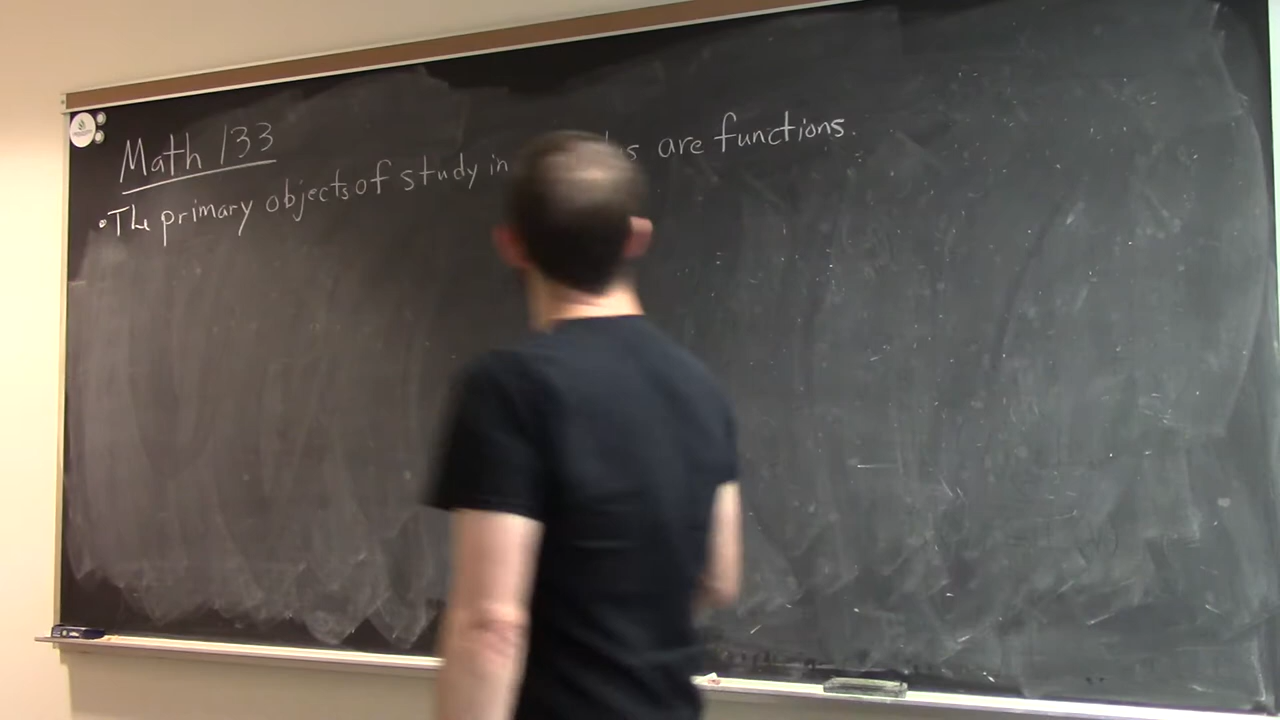 Math 133
• The primary objects of study in are functions.